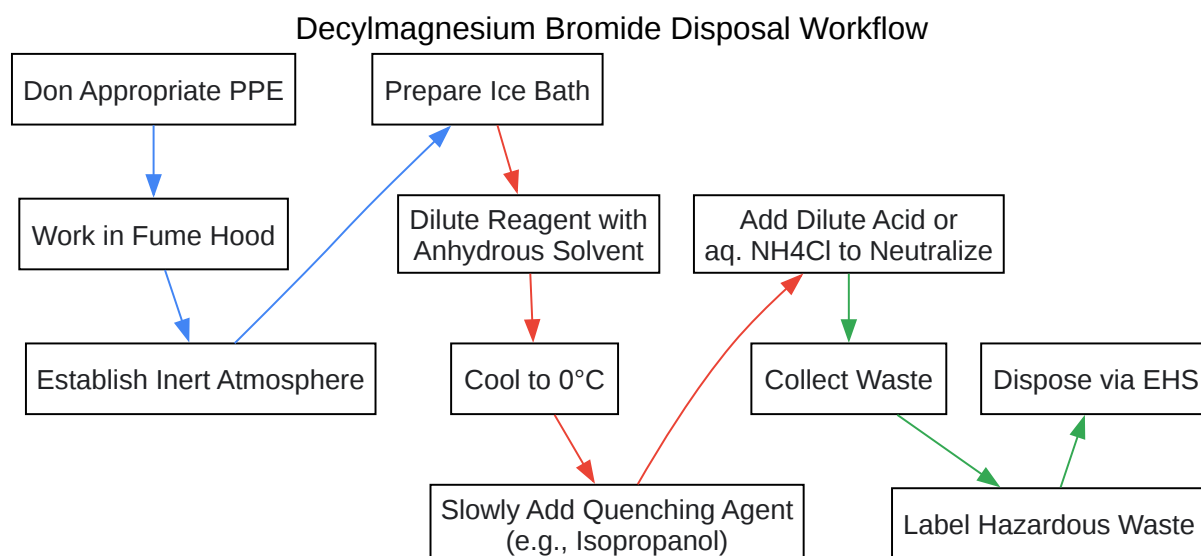 Decylmagnesium Bromide Disposal Workflow
Don Appropriate PPE
Work in Fume Hood
Establish Inert Atmosphere
Prepare Ice Bath
Dilute Reagent with
Anhydrous Solvent
Cool to 0°C
Slowly Add Quenching Agent
(e.g., Isopropanol)
Add Dilute Acid or
aq. NH4Cl to Neutralize
Collect Waste
Label Hazardous Waste
Dispose via EHS